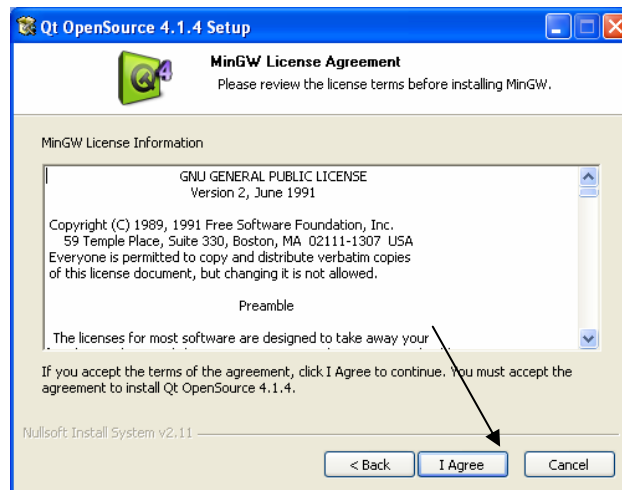 Qt OpenSource 4.1.4 Setup
4
MinGW License Agreement
Please review the license terms before installing MinGW.
MinGW License Information
GNU GENERAL PUBLIC LICENSE
Version 2, June 1991
Copyright (C) 1989, 1991 Free Software Foundation, Inc.
59 Temple Place, Suite 330, Boston, MA 02111-1307 USA
Everyone is permitted to copy and distribute verbatim copies
of this license document, but changing it is not allowed.
Preamble
The licenses for most software are designed to take away your
If you accept the terms of the agreement, click I Agree to continue. You must accept the
agreement to install Qt OpenSource 4.1.4.
Nullsoft Install System v2.11
< Back I Agree Cancel